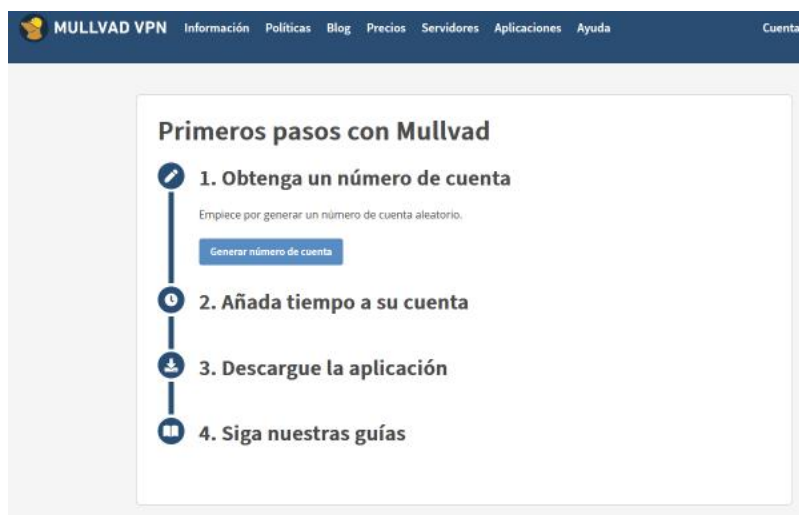 MULLVAD VPN Información Políticas Blog Precios Servidores Aplicaciones Ayuda Cuenta
Primeros pasos con Mullvad
1. Obtenga un número de cuenta
Empiece por generar un número de cuenta aleatorio.
Generar número de cuenta
2. Añada tiempo a su cuenta
3. Descargue la aplicación
4. Siga nuestras guías